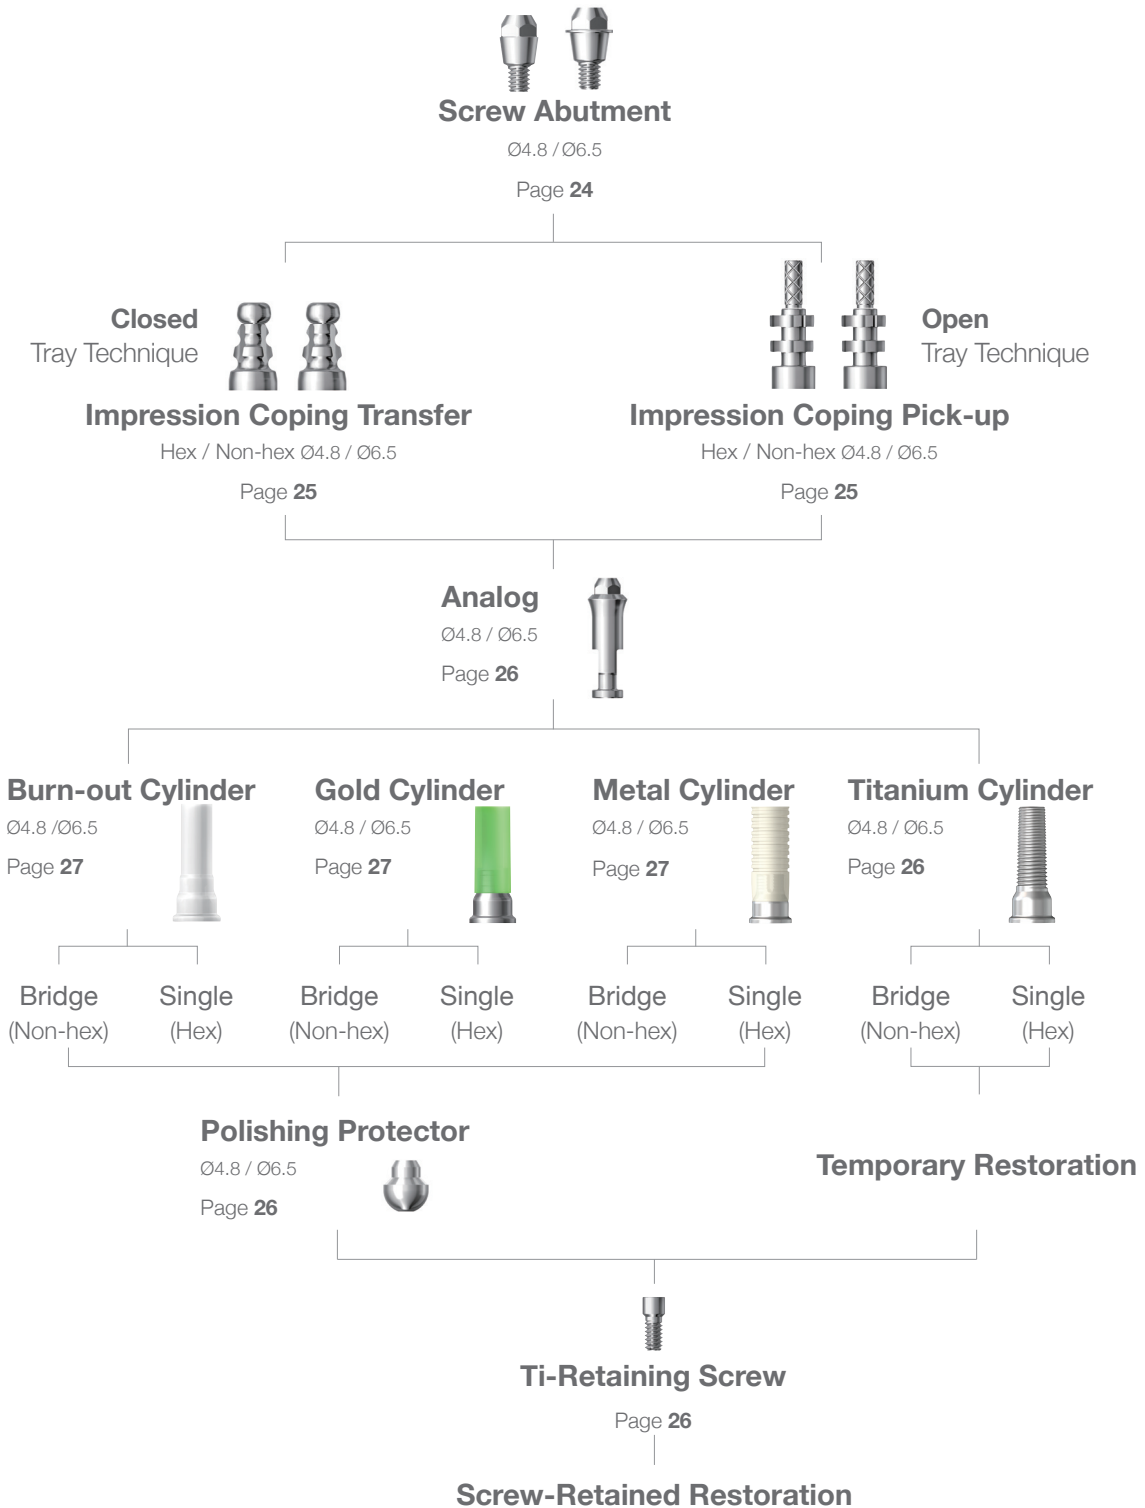 Screw Abutment
Ø4.8 / Ø6.5
Page 24
Closed
Tray Technique
Impression Coping Transfer
Hex / Non-hex Ø4.8 / Ø6.5
Page 25
Open
Tray Technique
Impression Coping Pick-up
Hex / Non-hex Ø4.8 / Ø6.5
Page 25
Analog
Ø4.8 / Ø6.5
Page 26
Burn-out Cylinder
Ø4.8 /Ø6.5
Page 27
Gold Cylinder
Ø4.8 / Ø6.5
Page 27
Metal Cylinder
Ø4.8 / Ø6.5
Page 27
Titanium Cylinder
Ø4.8 / Ø6.5
Page 26
Bridge
(Non-hex)
Single
(Hex)
Bridge
(Non-hex)
Single
(Hex)
Bridge
(Non-hex)
Single
(Hex)
Bridge
(Non-hex)
Single
(Hex)
Polishing Protector
Ø4.8 / Ø6.5
Page 26
Temporary Restoration
Ti-Retaining Screw
Page 26
Screw-Retained Restoration